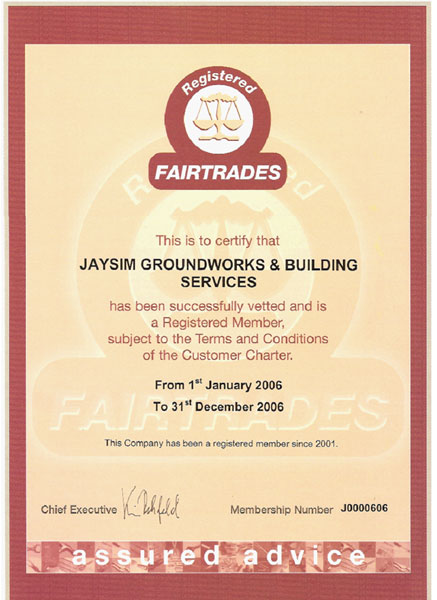 Registered
FAIRTRADES
This is to certify that
JAYSIM GROUNDWORKS & BUILDING
SERVICES
has been successfully vetted and is
a Registered Member,
subject to the Terms and Conditions
of the Customer Charter.
From 1st January 2006
To 31st December 2006
Registered
FAIRTRADES
This Company has been a registered member since 2001.
Chief Executive
Membership Number J0000606
assured advice